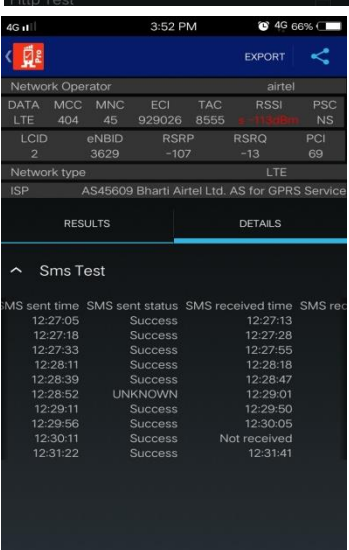 Http Test
4G 3:52 PM 4G 66%
Pro EXPORT
Network Operator airtel
DATA MCC MNC ECI TAC RSSI PSC
LTE 404 45 929026 8555 ≥ -113dBm NS
LCID eNBID RSRP RSRQ PCI
2 3629 -107 -13 69
Network type LTE
ISP AS45609 Bharti Airtel Ltd. AS for GPRS Service
RESULTS DETAILS
Sms Test
SMS sent time SMS sent status SMS received time SMS rec
12:27:05 Success 12:27:13
12:27:18 Success 12:27:28
12:27:33 Success 12:27:55
12:28:11 Success 12:28:18
12:28:39 Success 12:28:47
12:28:52 UNKNOWN 12:29:01
12:29:11 Success 12:29:50
12:29:56 Success 12:30:05
12:30:11 Success Not received
12:31:22 Success 12:31:41